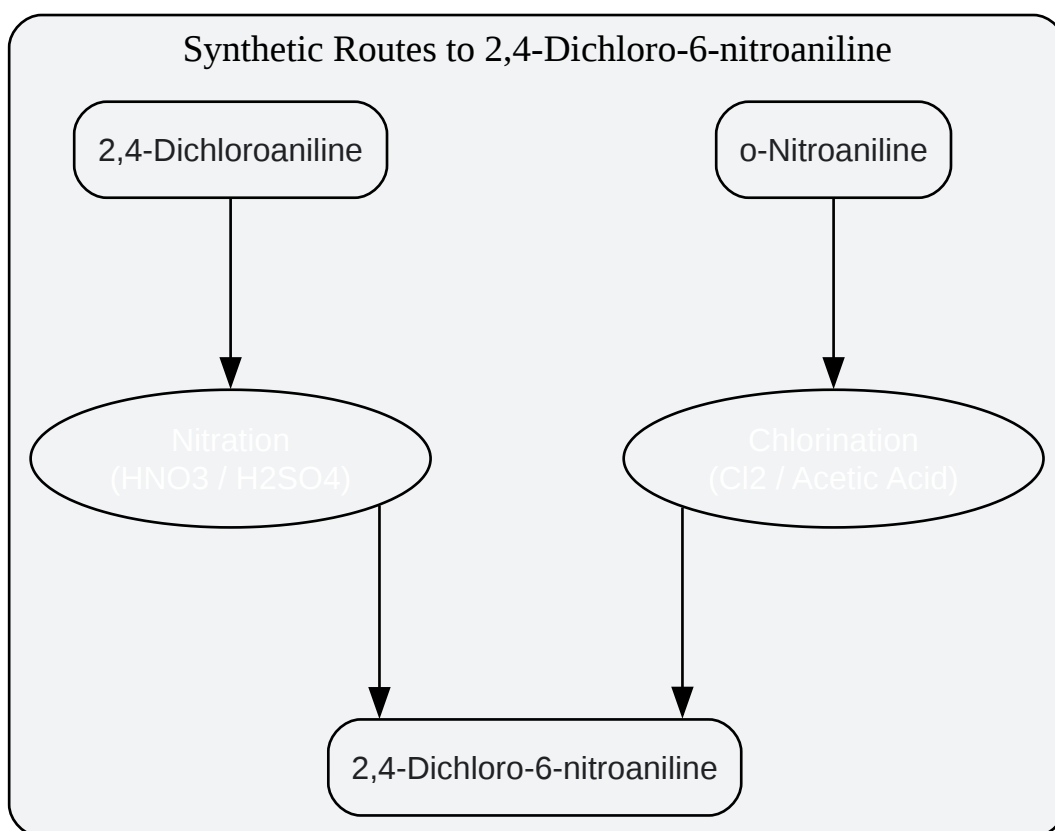 Synthetic Routes to 2,4-Dichloro-6-nitroaniline
2,4-Dichloroaniline
o-Nitroaniline
Nitration
(HNO3 / H2SO4)
Chlorination
(Cl2 / Acetic Acid)
2,4-Dichloro-6-nitroaniline